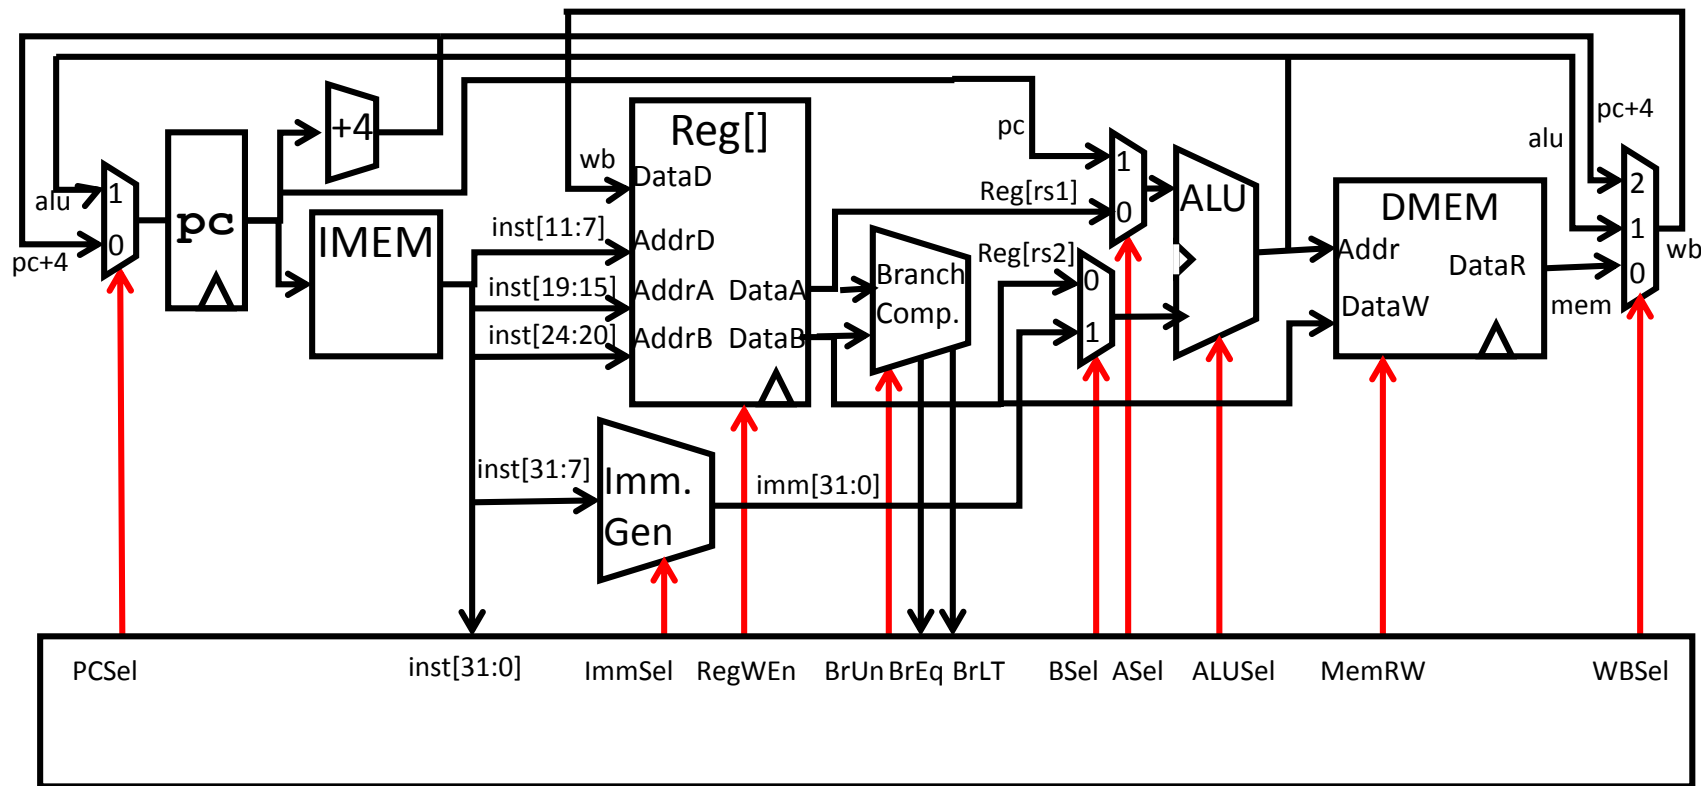 pc+4
alu
+4
Reg[]
pc
alu
pc+4
wb
DataD
1
0
pc
IMEM
inst[11:7]
AddrD
inst[19:15]
AddrA
DataA
inst[24:20]
AddrB
DataB
Branch
Comp.
Reg[rs1]
1
0
Reg[rs2]
0
1
ALU
DMEM
Addr
DataR
DataW
mem
2
1
0
wb
alu
pc+4
inst[31:7]
Imm.
Gen
imm[31:0]
PCSel
inst[31:0]
ImmSel
RegWEn
BrUn
BrEq
BrLT
BSel
ASel
ALUSel
MemRW
WBSel